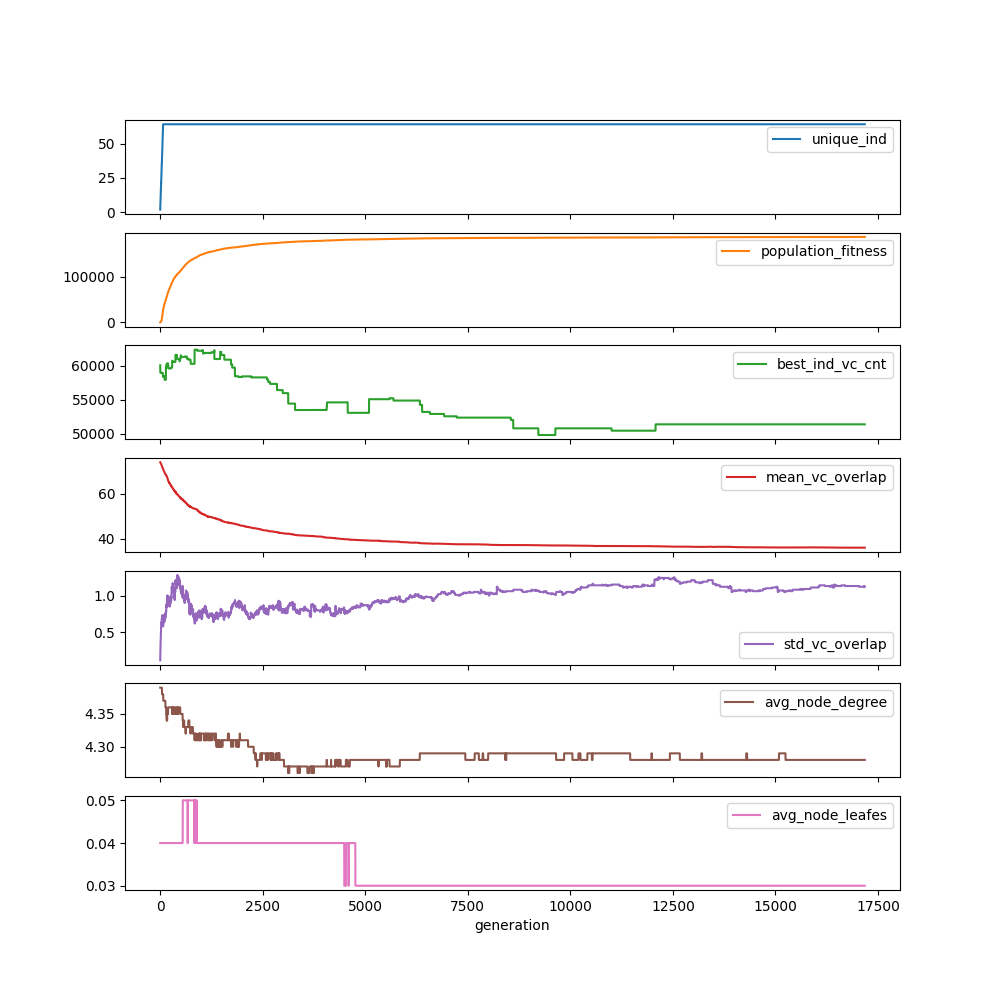 50
25
0
unique_ind
100000
0
population_fitness
60000
55000
50000
best_ind_vc_cnt
60
40
mean_vc_overlap
1.0
0.5
std_vc_overlap
4.35
4.30
avg_node_degree
0.05
0.04
0.03
avg_node_leafes
0 2500 5000 7500 10000 12500 15000 17500
generation